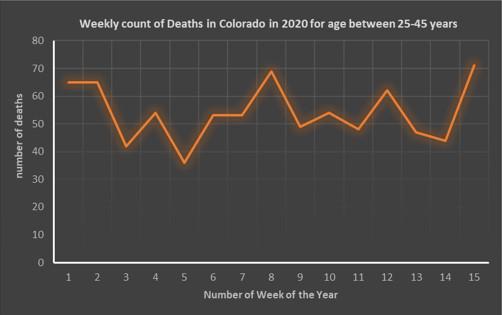 Weekly count of Deaths in Colorado in 2020 for age between 25-45 years
80
70
60
50
40
30
20
10
0
number of deaths
1 2 3 4 5 6 7 8 9 10 11 12 13 14 15
Number of Week of the Year